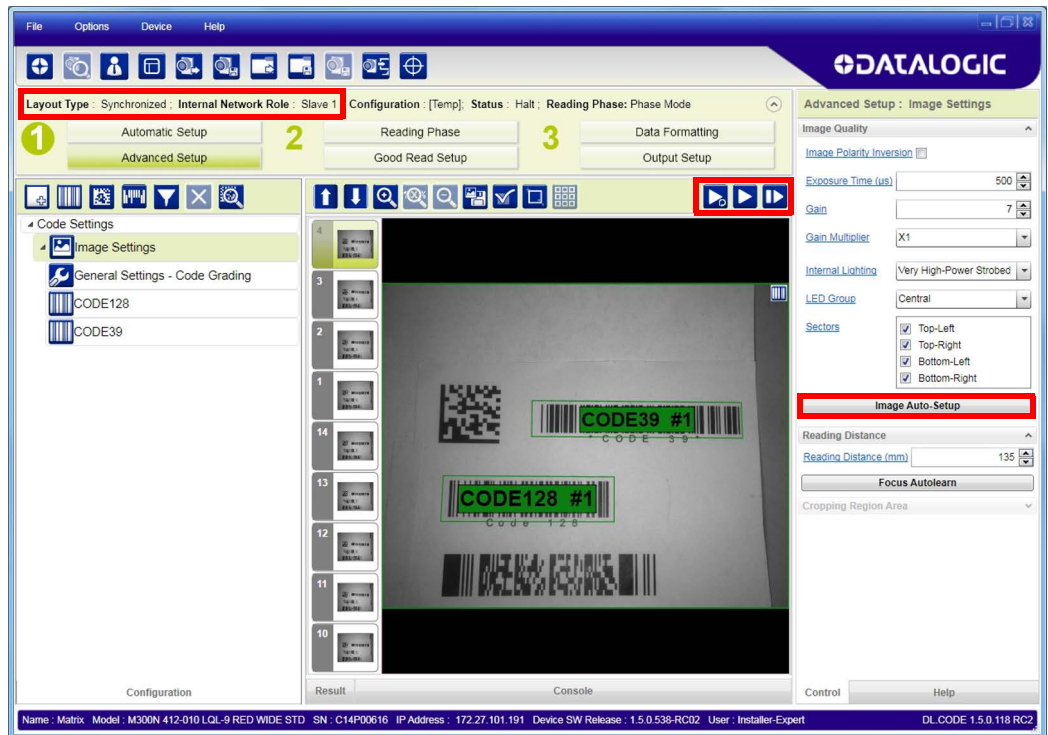 File Options Device Help
DATALOGIC
Layout Type : Synchronized ; Internal Network Role : Slave 1 Configuration : [Temp]; Status : Halt ; Reading Phase: Phase Mode
1 Automatic Setup 2 Reading Phase 3 Data Formatting
Advanced Setup Good Read Setup Output Setup
Code Settings
Image Settings
General Settings - Code Grading
CODE128
CODE39
Configuration
4
3
2
1
14
13
12
11
10
CODE39 #1
* CODE 39 *
CODE128 #1
Code 128
Result Console
Advanced Setup : Image Settings
Image Quality
Image Polarity Inversion
Exposure Time (µs) 500
Gain 7
Gain Multiplier X1
Internal Lighting Very High-Power Strobed
LED Group Central
Sectors Top-Left
Top-Right
Bottom-Left
Bottom-Right
Image Auto-Setup
Reading Distance
Reading Distance (mm) 135
Focus Autolearn
Cropping Region Area
Control Help
Name : Matrix Model : M300N 412-010 LQL-9 RED WIDE STD SN : C14P00616 IP Address : 172.27.101.191 Device SW Release : 1.5.0.538-RC02 User : Installer-Expert DL.CODE 1.5.0.118 RC2